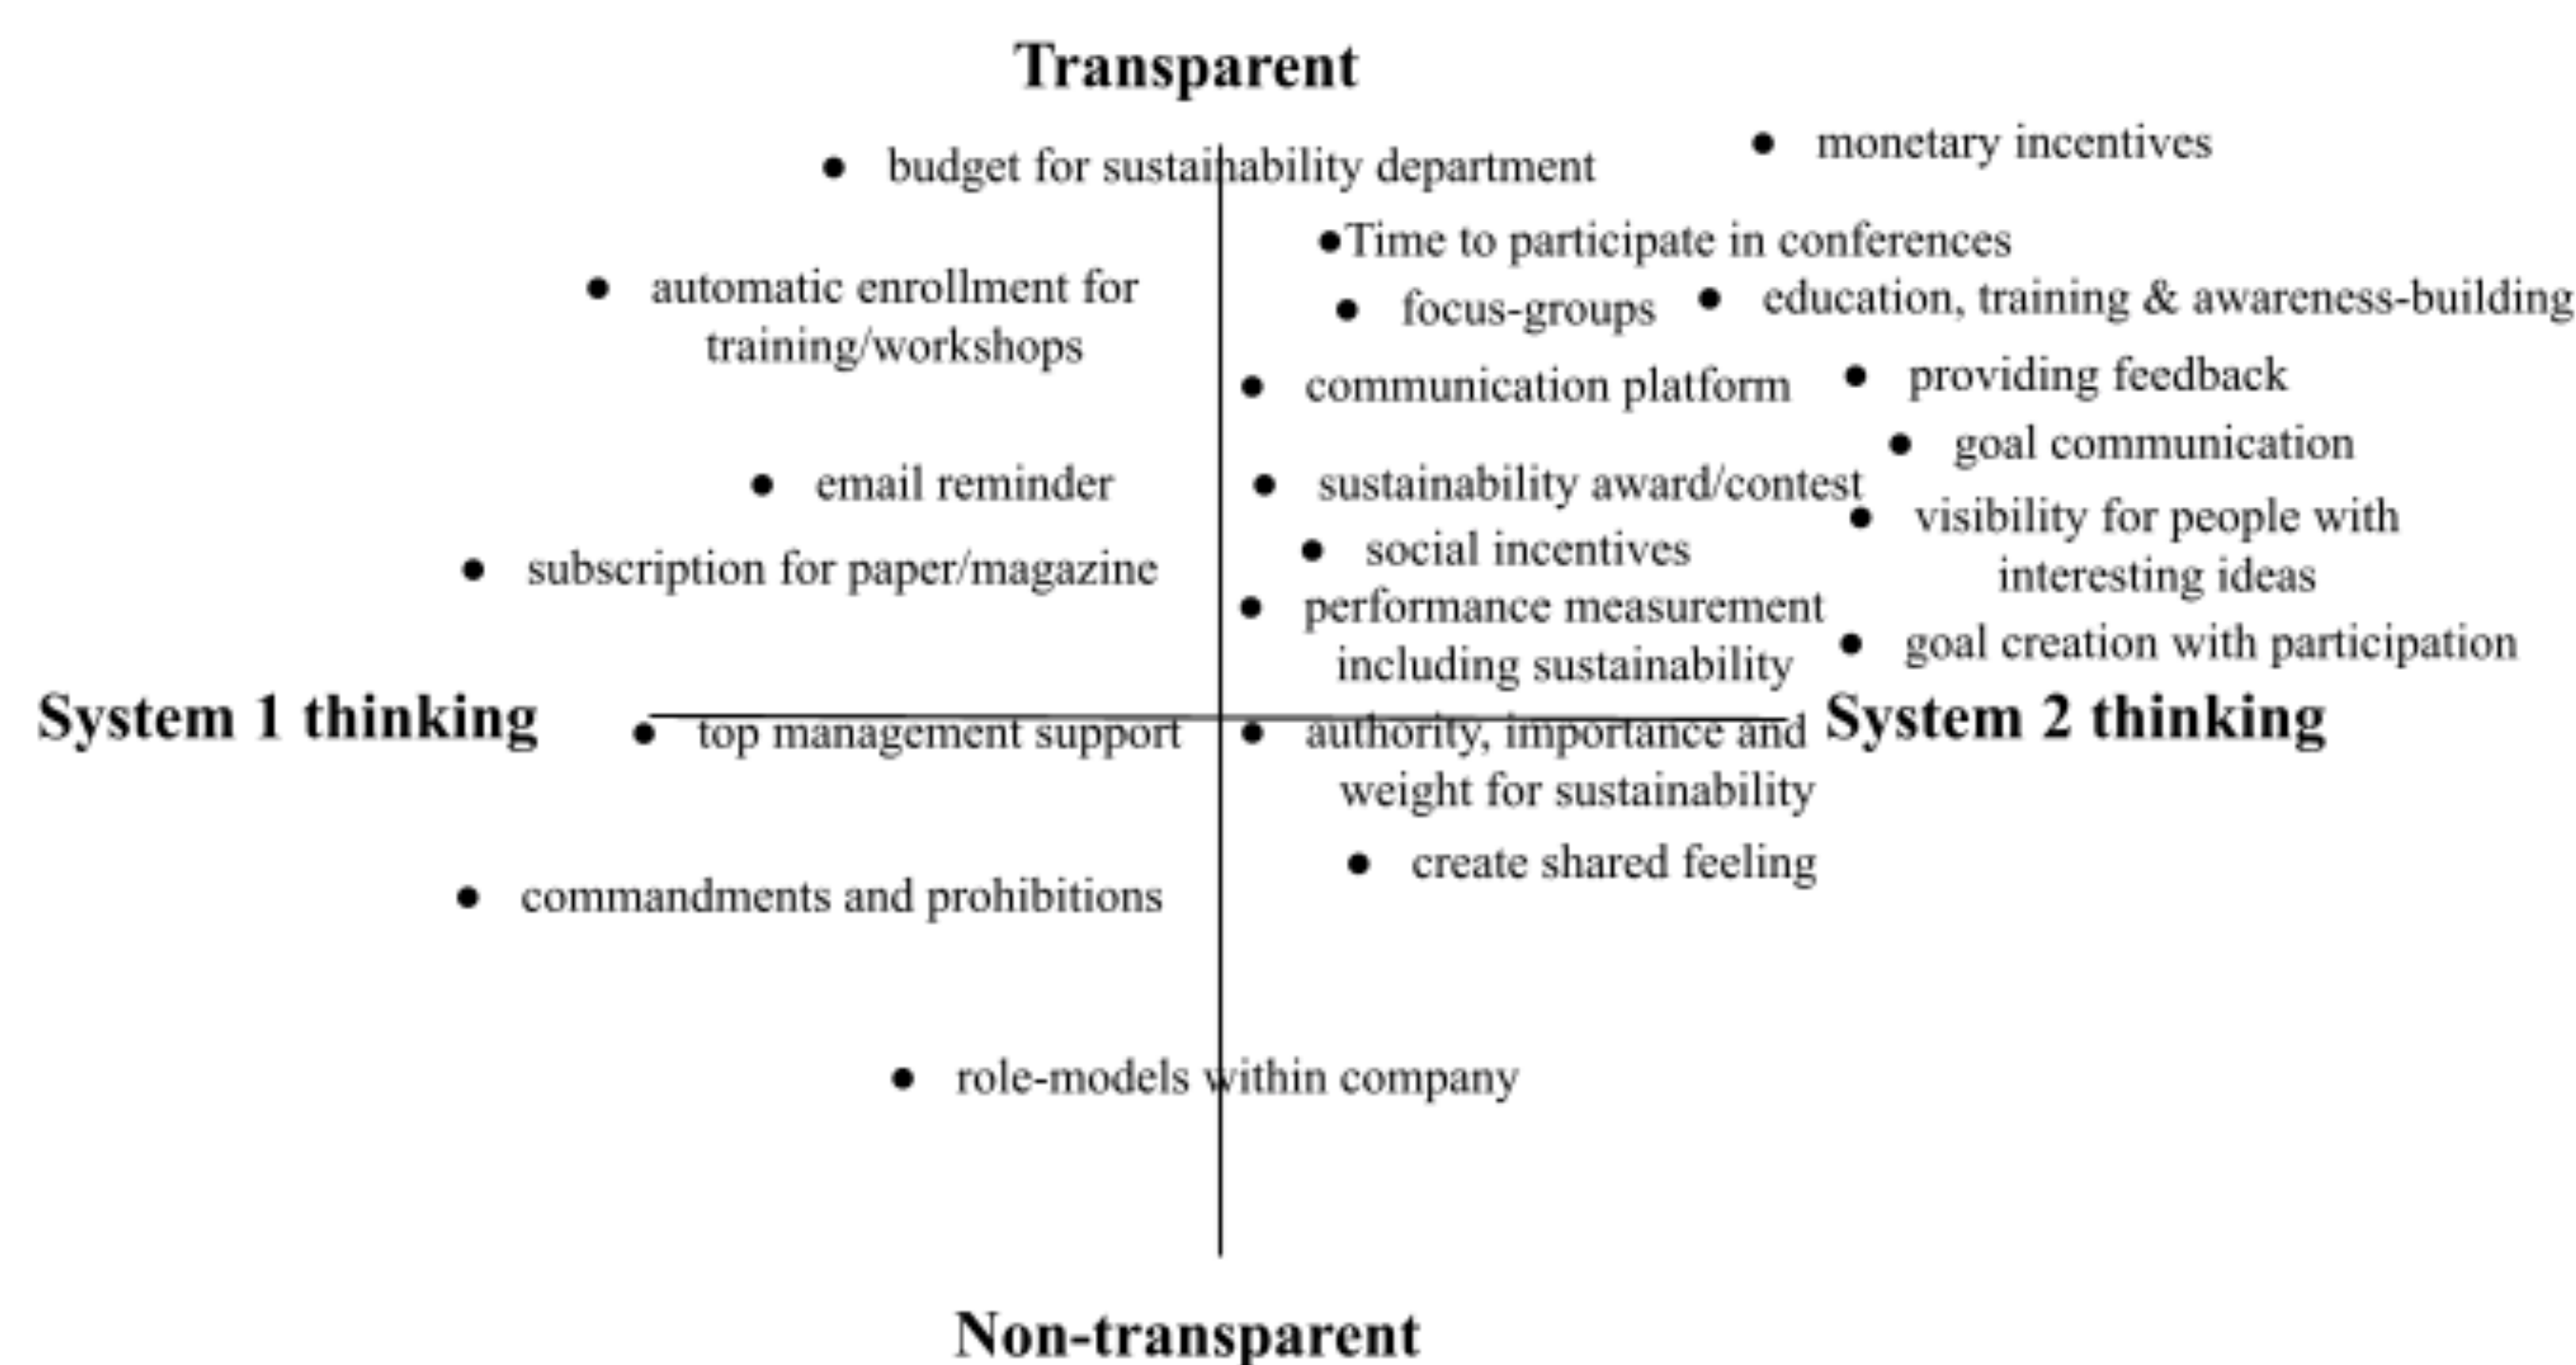 Transparent
• monetary incentives
• budget for sustainability department
•Time to participate in conferences
• automatic enrollment for
training/workshops
• focus-groups
• education, training & awareness-building
• communication platform
• providing feedback
• goal communication
• email reminder
• sustainability award/contest
• visibility for people with
interesting ideas
• social incentives
• subscription for paper/magazine
• performance measurement
including sustainability
• goal creation with participation
System 1 thinking
System 2 thinking
• top management support
• authority, importance and
weight for sustainability
• create shared feeling
• commandments and prohibitions
• role-models within company
Non-transparent